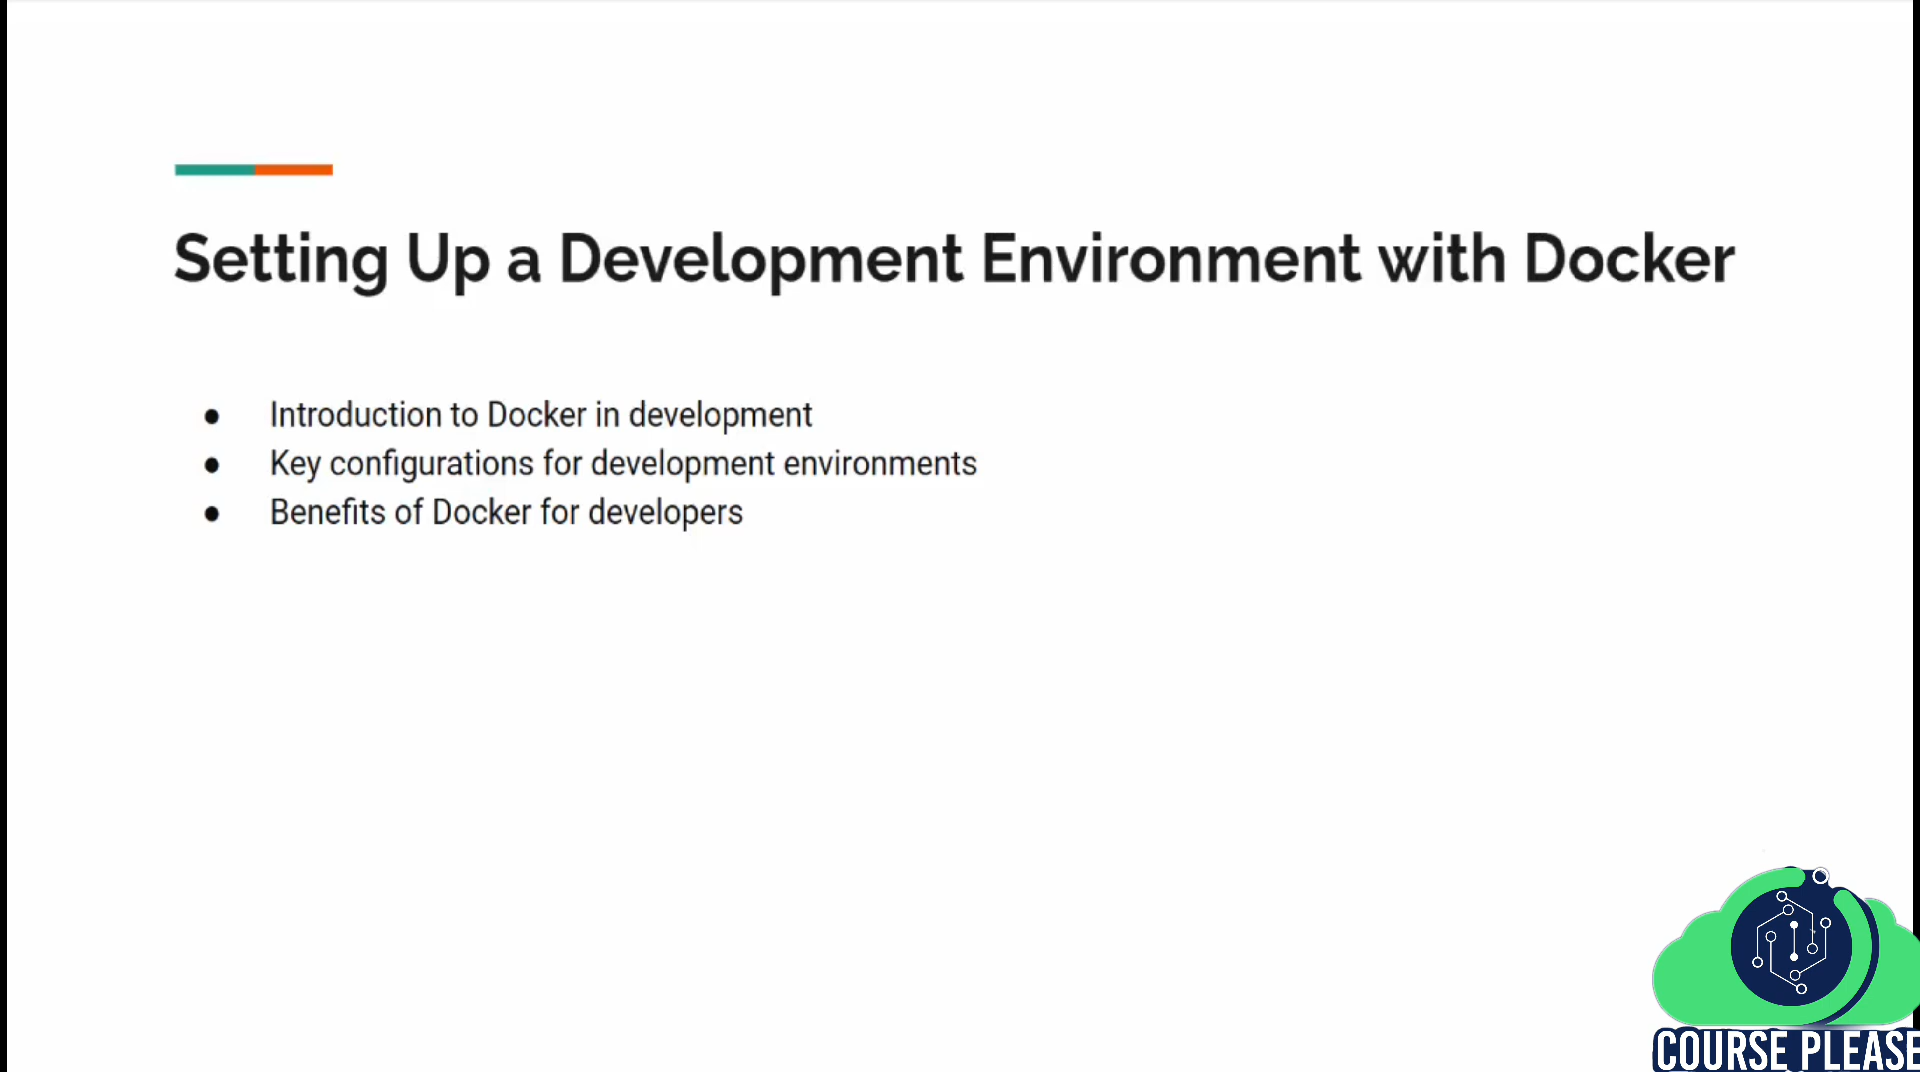 Setting Up a Development Environment with Docker
● Introduction to Docker in development
● Key configurations for development environments
● Benefits of Docker for developers
COURSE PLEASE